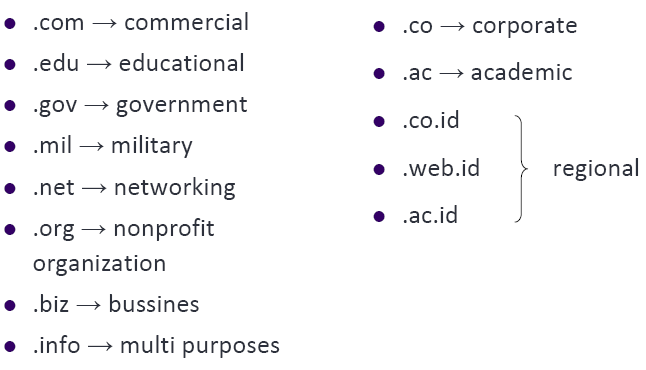 .com → commercial
.edu → educational
.gov → government
.mil → military
.net → networking
.org → nonprofit
organization
.biz → bussines
.info → multi purposes
.co → corporate
.ac → academic
.co.id
.web.id
.ac.id
regional